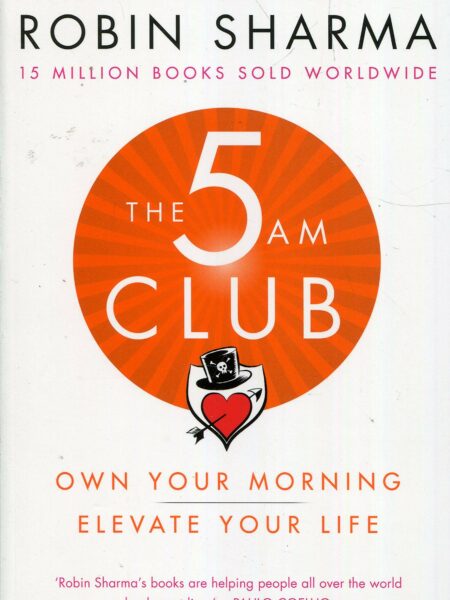 ROBIN SHARMA
15 MILLION BOOKS SOLD WORLDWIDE
THE 5 AM
CLUB
OWN YOUR MORNING
ELEVATE YOUR LIFE
'Robin Sharma's books are helping people all over the world